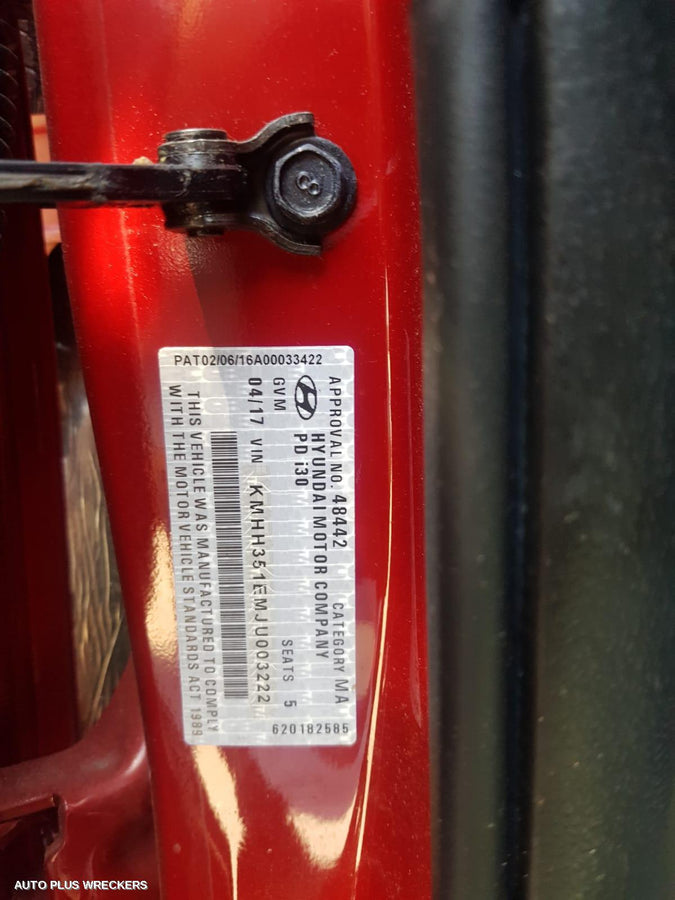 8
PAT02/06/16A00033422
APPROVAL NO. 48442 CATEGORY MA
HYUNDAI MOTOR COMPANY
PD i30
GVM SEATS 5
04/17 VIN KMHH351EMJU003222
THIS VEHICLE WAS MANUFACTURED TO COMPLY
WITH THE MOTOR VEHICLE STANDARDS ACT 1989.
620182585
AUTO PLUS WRECKERS